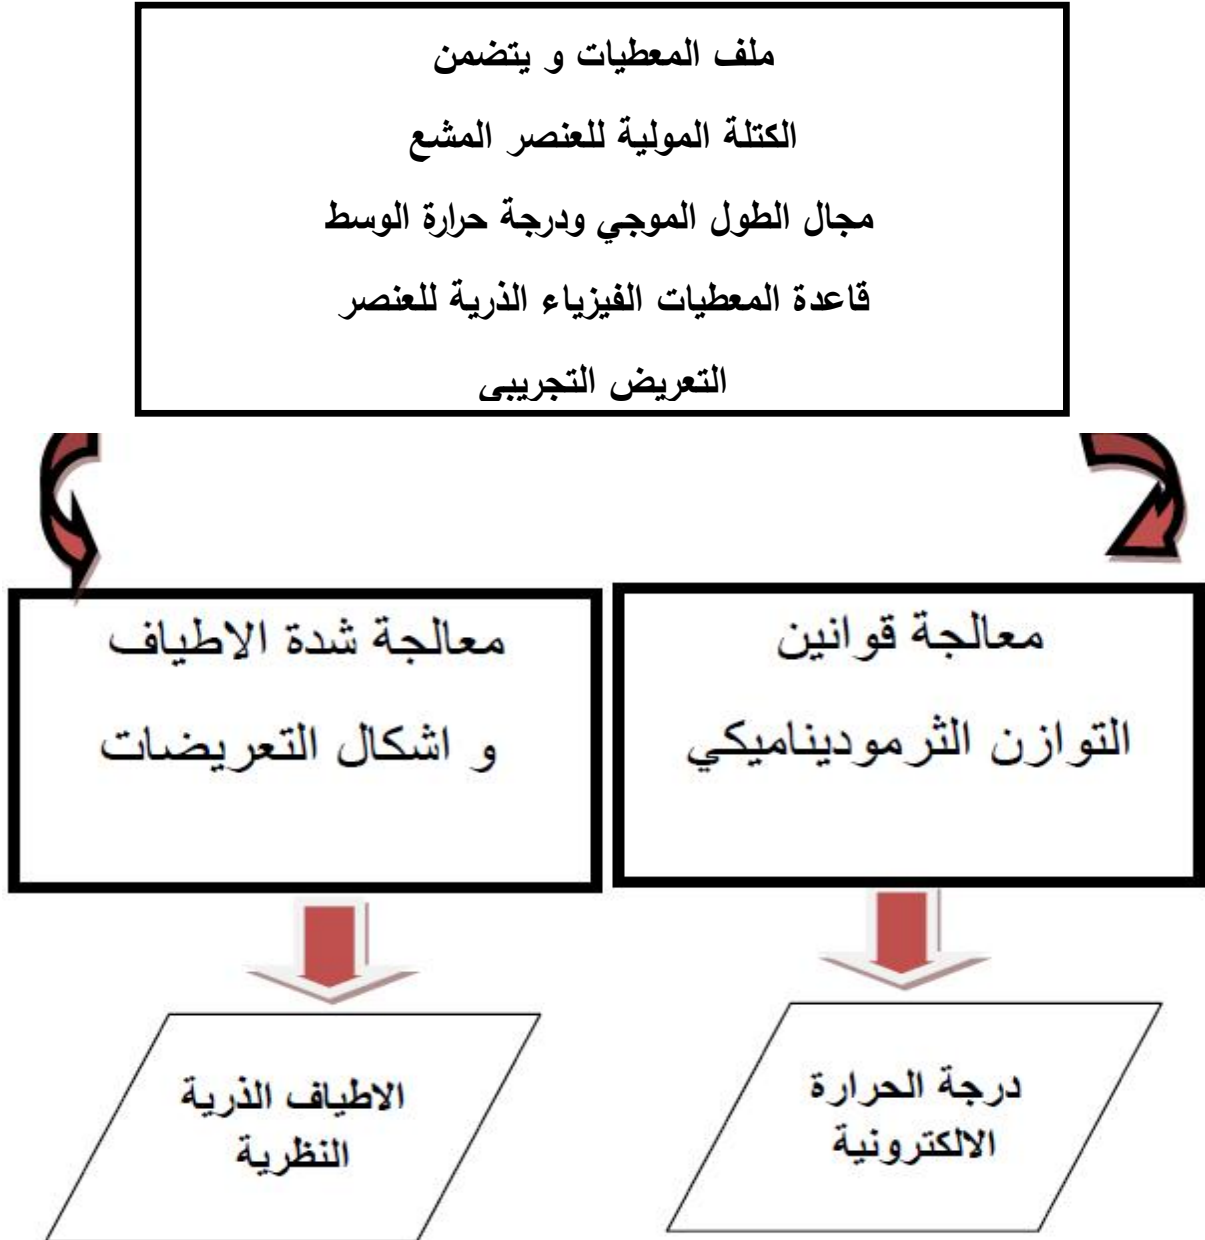 ملف المعطيات و يتضمن
الكتلة المولية للعنصر المشع
مجال الطول الموجي ودرجة حرارة الوسط
قاعدة المعطيات الفيزياء الذرية للعنصر
التعريض التجريبي
معالجة قوانين
التوازن الثرموديناميكي
معالجة شدة الاطياف
و اشكال التعريضات
درجة الحرارة
الالكترونية
الاطياف الذرية
النظرية